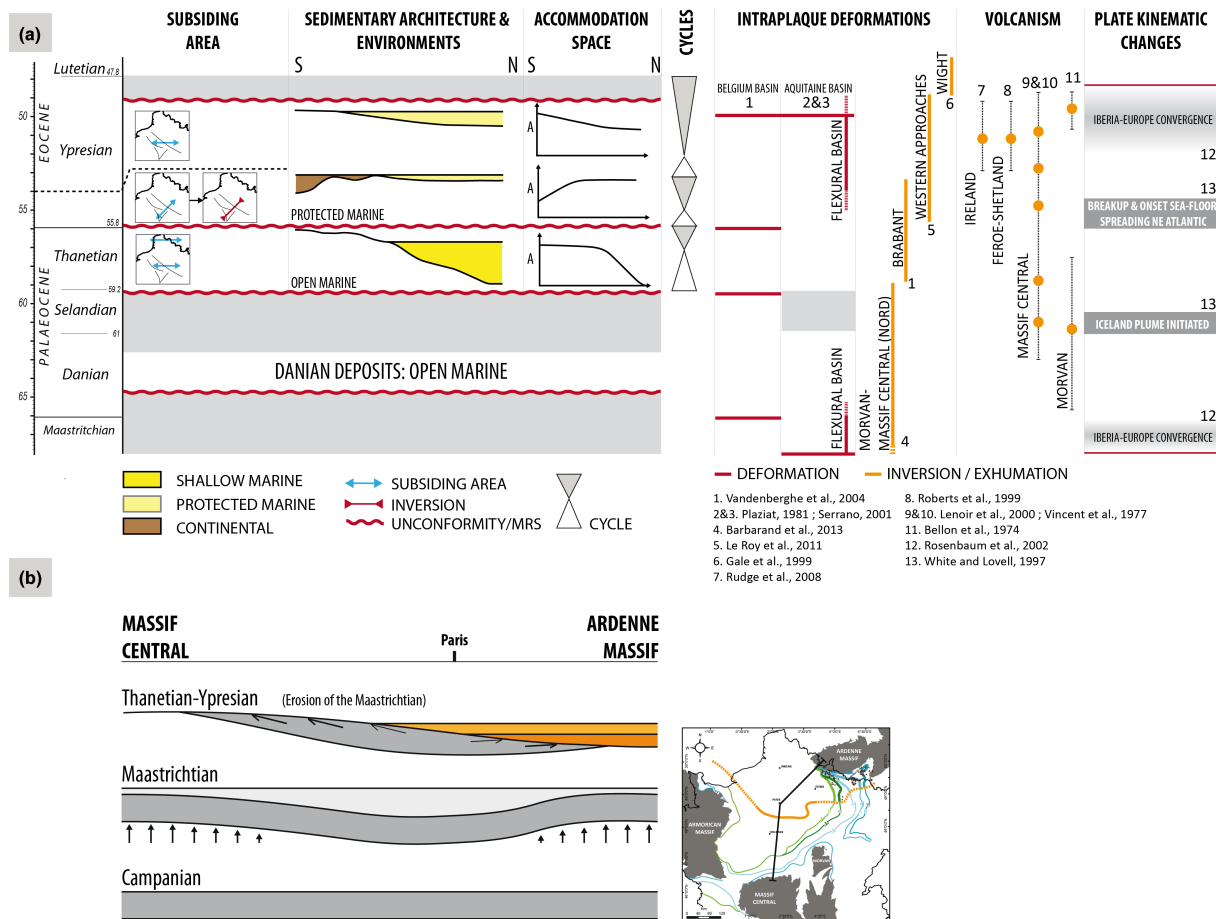 (a)
SUBSIDING
AREA
SEDIMENTARY ARCHITECTURE &
ENVIRONMENTS
ACCOMMODATION
SPACE
CYCLES
INTRAPLAQUE DEFORMATIONS
VOLCANISM
PLATE KINEMATIC
CHANGES
S N S N
EOCENE
PALAEOCENE
Lutetian 47.8
50
Ypresian
55
55.8
Thanetian
59.2
60
Selandian
61
Danian
65
Maastritchian
A
A
A
PROTECTED MARINE
OPEN MARINE
DANIAN DEPOSITS: OPEN MARINE
BELGIUM BASIN
1
AQUITAINE BASIN
2&3
FLEXURAL BASIN
FLEXURAL BASIN
MORVAN-
MASSIF CENTRAL (NORD)
4
BRABANT
1
WESTERN APPROACHES
5
WIGHT
6
7
IRELAND
8
FEROE-SHETLAND
9&10
MASSIF CENTRAL
11
MORVAN
IBERIA-EUROPE CONVERGENCE
12
13
BREAKUP & ONSET SEA-FLOOR
SPREADING NE ATLANTIC
13
ICELAND PLUME INITIATED
12
IBERIA-EUROPE CONVERGENCE
SHALLOW MARINE
PROTECTED MARINE
CONTINENTAL
SUBSIDING AREA
INVERSION
UNCONFORMITY/MRS
CYCLE
DEFORMATION
INVERSION / EXHUMATION
1. Vandenberghe et al., 2004
2&3. Plaziat, 1981 ; Serrano, 2001
4. Barbarand et al., 2013
5. Le Roy et al., 2011
6. Gale et al., 1999
7. Rudge et al., 2008
8. Roberts et al., 1999
9&10. Lenoir et al., 2000 ; Vincent et al., 1977
11. Bellon et al., 1974
12. Rosenbaum et al., 2002
13. White and Lovell, 1997
(b)
MASSIF
CENTRAL
Paris
ARDENNE
MASSIF
Thanetian-Ypresian (Erosion of the Maastrichtian)
Maastrichtian
Campanian
N
W E
S
ARDENNE
MASSIF
ARMORICAN
MASSIF
MORVAN
MASSIF
CENTRAL